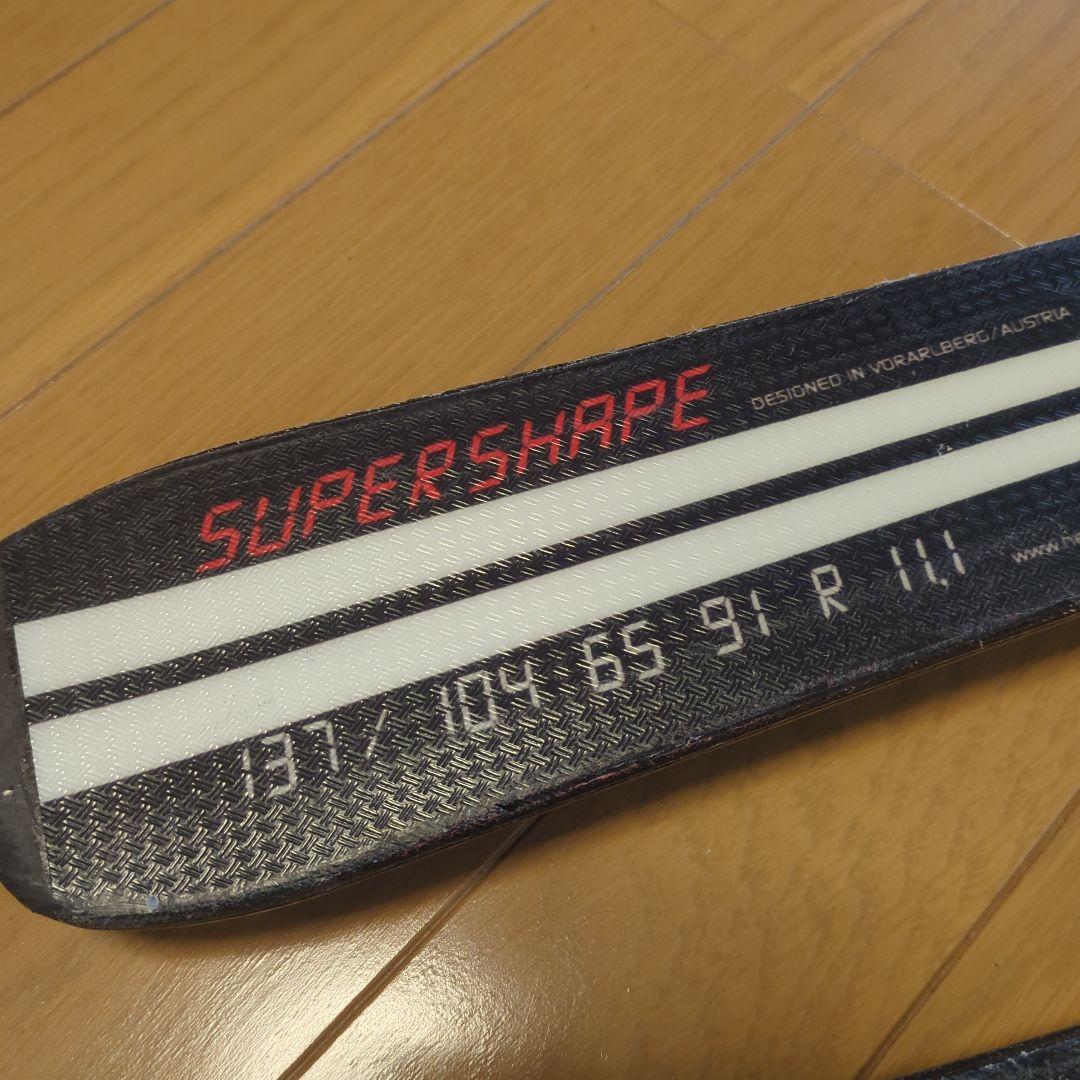 SUPERSHAPE
DESIGNED IN VORARLBERG/AUSTRIA
137/ 104 65 91 R 11,1